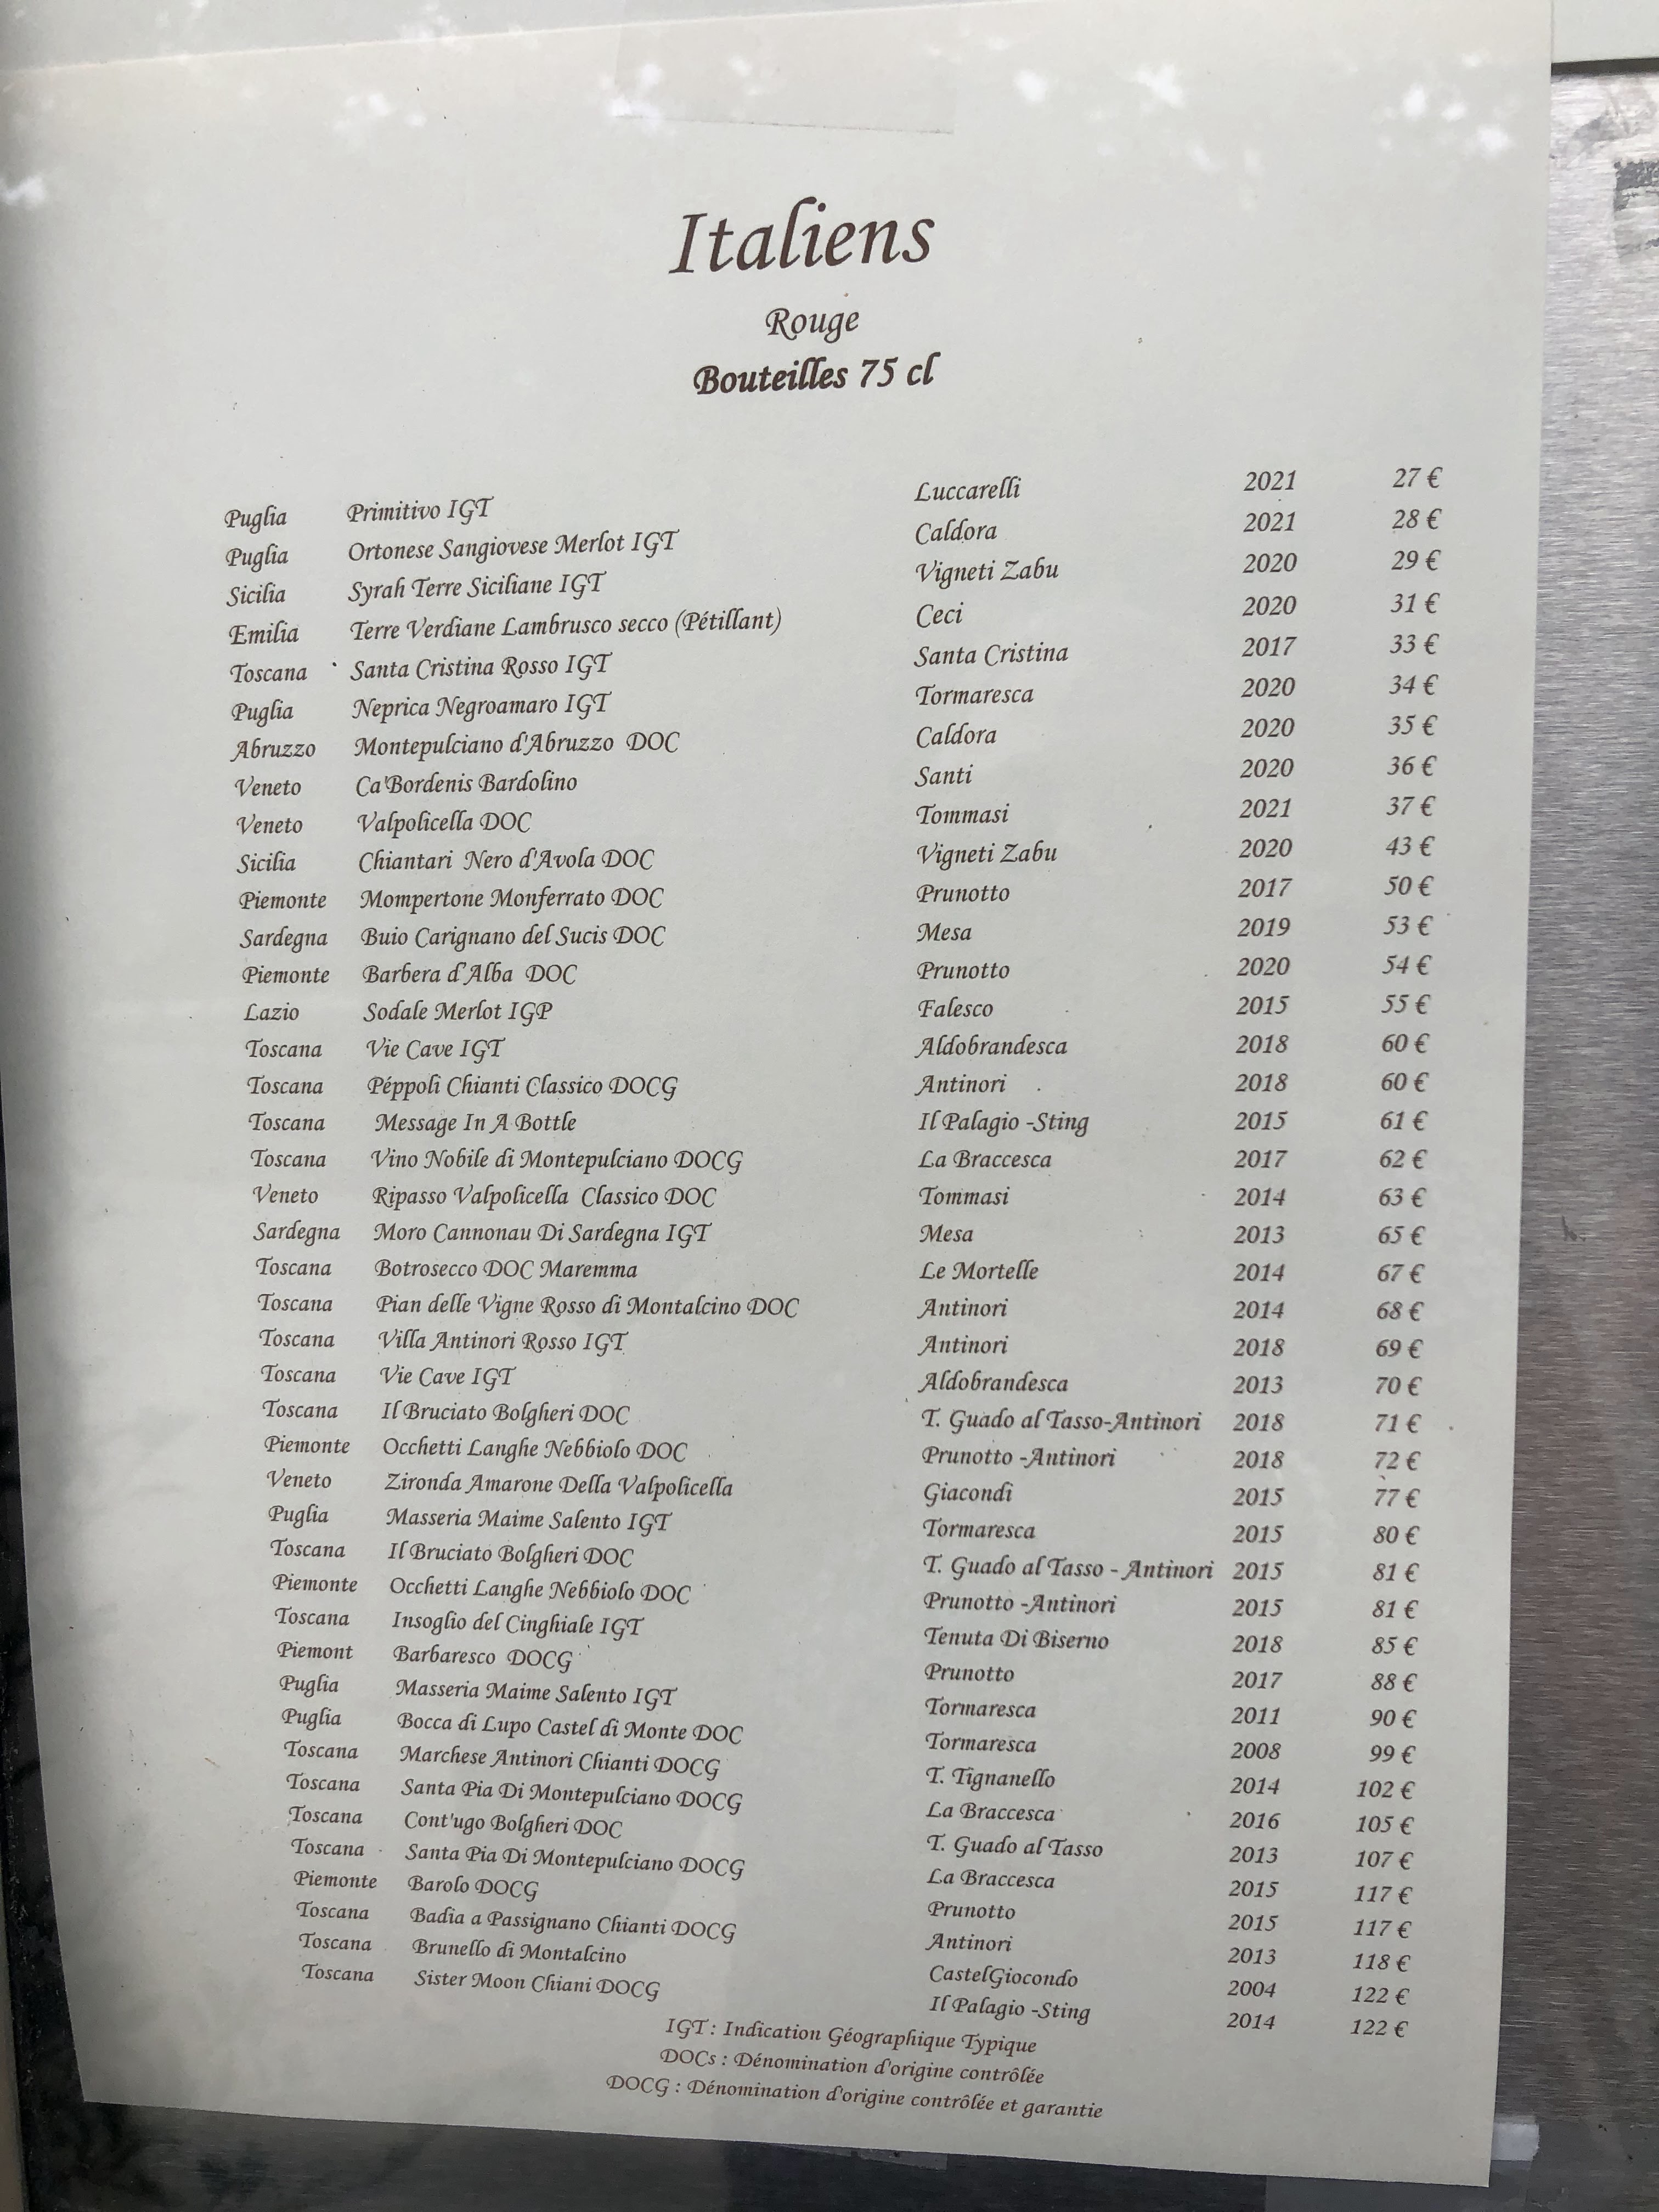 Italiens
Rouge
Bouteilles 75 cl
Puglia Primitivo IGT Luccarelli 2021 27 €
Puglia Ortonese Sangiovese Merlot IGT Caldora 2021 28 €
Sicilia Syrah Terre Siciliane IGT Vigneti Zabu 2020 29 €
Emilia Terre Verdiane Lambrusco secco (Pétillant) Ceci 2020 31 €
Toscana Santa Cristina Rosso IGT Santa Cristina 2017 33 €
Puglia Neprica Negroamaro IGT Tormaresca 2020 34 €
Abruzzo Montepulciano d'Abruzzo DOC Caldora 2020 35 €
Veneto Ca'Bordenis Bardolino Santi 2020 36 €
Veneto Valpolicella DOC Tommasi 2021 37 €
Sicilia Chiantari Nero d'Avola DOC Vigneti Zabu 2020 43 €
Piemonte Mompertone Monferrato DOC Prunotto 2017 50 €
Sardegna Buio Carignano del Sucis DOC Mesa 2019 53 €
Piemonte Barbera d'Alba DOC Prunotto 2020 54 €
Lazio Sodale Merlot IGP Falesco 2015 55 €
Toscana Vie Cave IGT Aldobrandesca 2018 60 €
Toscana Péppoli Chianti Classico DOCG Antinori 2018 60 €
Toscana Message In A Bottle Il Palagio -Sting 2015 61 €
Toscana Vino Nobile di Montepulciano DOCG La Braccesca 2017 62 €
Veneto Ripasso Valpolicella Classico DOC Tommasi 2014 63 €
Sardegna Moro Cannonau Di Sardegna IGT Mesa 2013 65 €
Toscana Botrosecco DOC Maremma Le Mortelle 2014 67 €
Toscana Pian delle Vigne Rosso di Montalcino DOC Antinori 2014 68 €
Toscana Villa Antinori Rosso IGT Antinori 2018 69 €
Toscana Vie Cave IGT Aldobrandesca 2013 70 €
Toscana Il Bruciato Bolgheri DOC T. Guado al Tasso-Antinori 2018 71 €
Piemonte Occhetti Langhe Nebbiolo DOC Prunotto -Antinori 2018 72 €
Veneto Zironda Amarone Della Valpolicella Giacondi 2015 77 €
Puglia Masseria Maime Salento IGT Tormaresca 2015 80 €
Toscana Il Bruciato Bolgheri DOC T. Guado al Tasso - Antinori 2015 81 €
Piemonte Occhetti Langhe Nebbiolo DOC Prunotto -Antinori 2015 81 €
Toscana Insoglio del Cinghiale IGT Tenuta Di Biserno 2018 85 €
Piemont Barbaresco DOCG Prunotto 2017 88 €
Puglia Masseria Maime Salento IGT Tormaresca 2011 90 €
Puglia Bocca di Lupo Castel di Monte DOC Tormaresca 2008 99 €
Toscana Marchese Antinori Chianti DOCG T. Tignanello 2014 102 €
Toscana Santa Pia Di Montepulciano DOCG La Braccesca 2016 105 €
Toscana Cont'ugo Bolgheri DOC T. Guado al Tasso 2013 107 €
Toscana Santa Pia Di Montepulciano DOCG La Braccesca 2015 117 €
Piemonte Barolo DOCG Prunotto 2015 117 €
Toscana Badia a Passignano Chianti DOCG Antinori 2013 118 €
Toscana Brunello di Montalcino CastelGiocondo 2004 122 €
Toscana Sister Moon Chiani DOCG Il Palagio -Sting 2014 122 €
IGT : Indication Géographique Typique
DOCs : Dénomination d'origine contrôlée
DOCG : Dénomination d'origine contrôlée et garantie